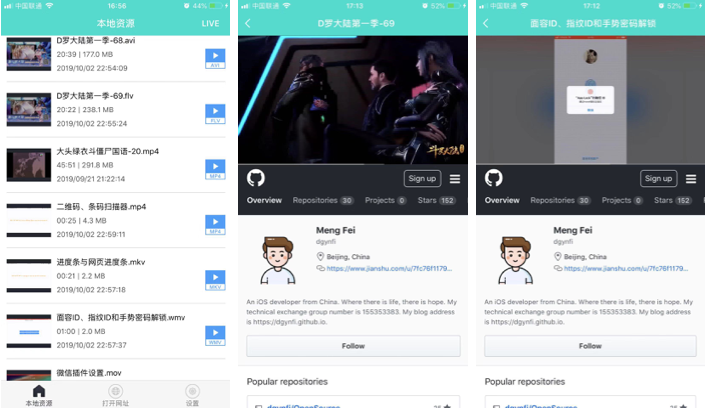 中国联通
16:56
44%
本地资源
LIVE
D罗大陆第一季-68.avi
20:39 | 177.0 MB
2019/10/02 22:54:09
AVI
D罗大陆第一季-69.flv
20:22 | 238.1 MB
2019/10/02 22:55:24
FLV
大头绿衣斗僵尸国语-20.mp4
45:51 | 291.8 MB
2019/09/21 21:22:14
MP4
二维码、条码扫描器.mp4
00:25 | 4.3 MB
2019/10/02 22:59:11
MP4
进度条与网页进度条.mkv
00:21 | 2.2 MB
2019/10/02 22:57:18
MKV
面容ID、指纹ID和手势密码解锁.wmv
01:00 | 2.0 MB
2019/10/02 22:57:37
WMV
微信插件设置.mov
本地资源
打开网址
设置
中国联通
17:13
52%
D罗大陆第一季-69
斗罗大陆
Sign up
Overview Repositories 30 Projects 0 Stars 152
Meng Fei
dgynfi
Beijing, China
https://www.jianshu.com/u/7fc76f1179...
An iOS developer from China. Where there is life, there is hope. My
technical exchange group number is 155353383. My blog address
is https://dgynfi.github.io.
Follow
Popular repositories
dgynfi/OpenSource
中国联通
17:12
52%
面容ID、指纹ID和手势密码解锁
Sign up
Overview Repositories 30 Projects 0 Stars 152
Meng Fei
dgynfi
Beijing, China
https://www.jianshu.com/u/7fc76f1179...
An iOS developer from China. Where there is life, there is hope. My
technical exchange group number is 155353383. My blog address
is https://dgynfi.github.io.
Follow
Popular repositories
dgynfi/OpenSource